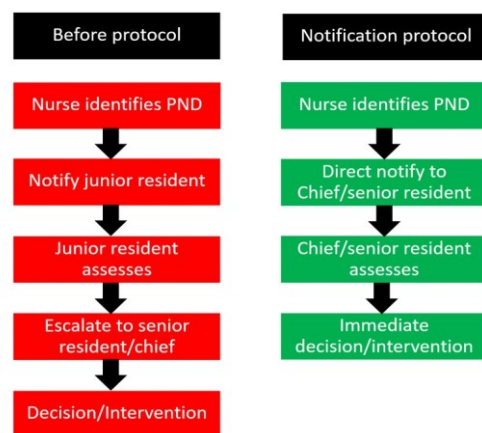 Before protocol
Nurse identifies PND
Notify junior resident
Junior resident
assesses
Escalate to senior
resident/chief
Decision/Intervention
Notification protocol
Nurse identifies PND
Direct notify to
Chief/senior resident
Chief/senior resident
assesses
Immediate
decision/intervention